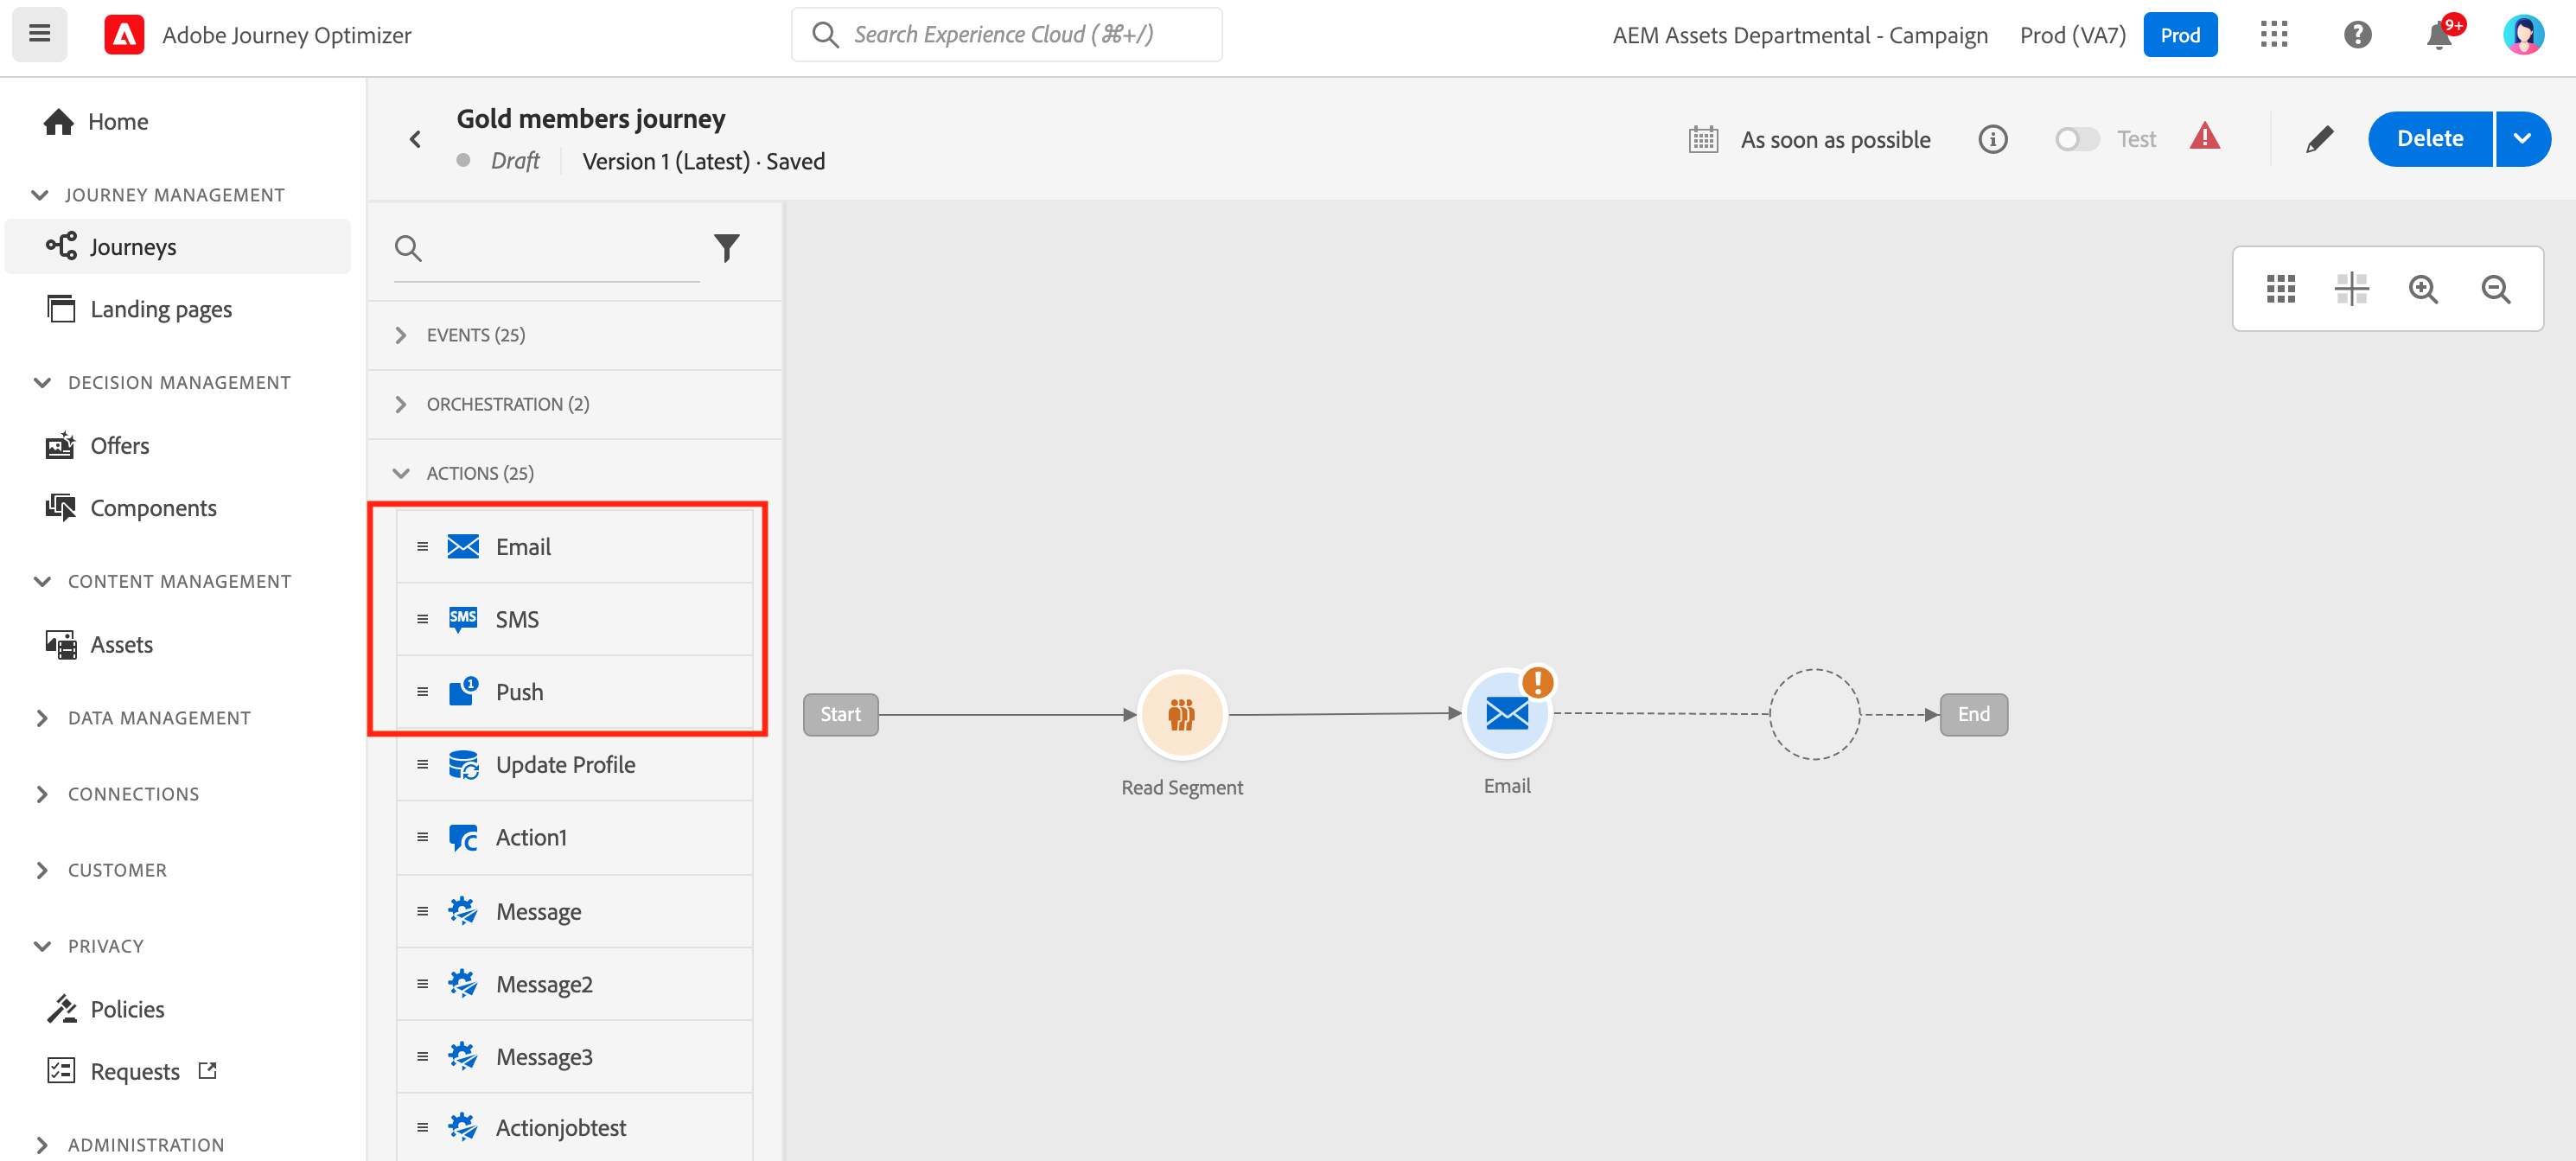 Adobe Journey Optimizer
Search Experience Cloud (⌘+/)
AEM Assets Departmental - Campaign
Prod (VA7)
Prod
9+
Home
JOURNEY MANAGEMENT
Journeys
Landing pages
DECISION MANAGEMENT
Offers
Components
CONTENT MANAGEMENT
Assets
DATA MANAGEMENT
CONNECTIONS
CUSTOMER
PRIVACY
Policies
Requests
ADMINISTRATION
Gold members journey
Draft
Version 1 (Latest) · Saved
As soon as possible
Test
Delete
EVENTS (25)
ORCHESTRATION (2)
ACTIONS (25)
Email
SMS
SMS
1
Push
Update Profile
Action1
Message
Message2
Message3
Actionjobtest
Start
Read Segment
Email
End